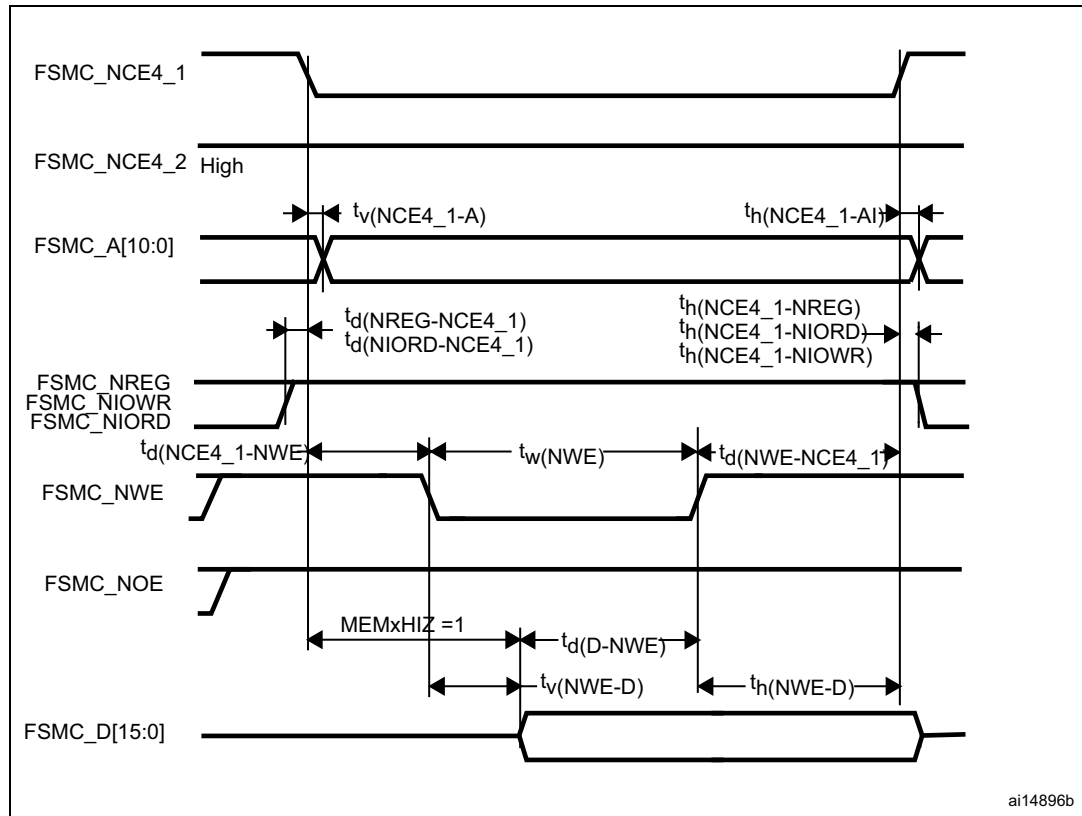 FSMC_NCE4_1
FSMC_NCE4_2 High
tv(NCE4_1-A)
th(NCE4_1-AI)
FSMC_A[10:0]
td(NREG-NCE4_1)
td(NIORD-NCE4_1)
th(NCE4_1-NREG)
th(NCE4_1-NIORD)
th(NCE4_1-NIOWR)
FSMC_NREG
FSMC_NIOWR
FSMC_NIORD
td(NCE4_1-NWE)
tw(NWE)
td(NWE-NCE4_1)
FSMC_NWE
FSMC_NOE
MEMxHIZ =1
td(D-NWE)
tv(NWE-D)
th(NWE-D)
FSMC_D[15:0]
ai14896b